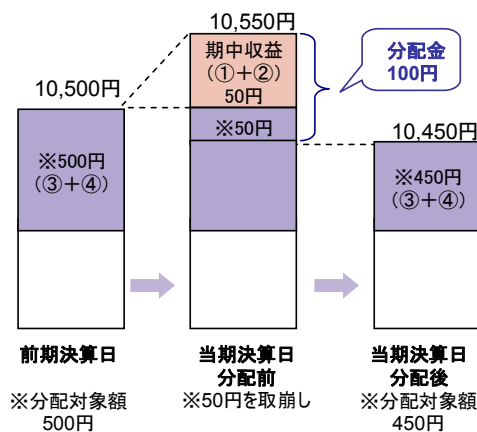 10,550円
期中収益
(①+②)
50円
分配金
100円
10,500円
※50円
10,450円
※500円
(③+④)
※450円
(③+④)
前期決算日
当期決算日
分配前
当期決算日
分配後
※分配対象額
500円
※50円を取崩し
※分配対象額
450円